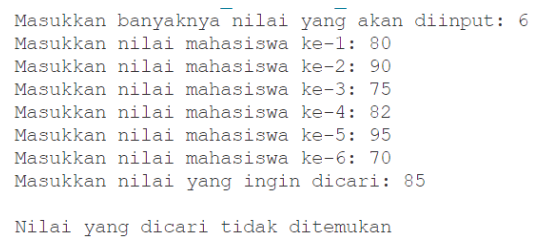 Masukkan banyaknya nilai yang akan diinput: 6
Masukkan nilai mahasiswa ke-1: 80
Masukkan nilai mahasiswa ke-2: 90
Masukkan nilai mahasiswa ke-3: 75
Masukkan nilai mahasiswa ke-4: 82
Masukkan nilai mahasiswa ke-5: 95
Masukkan nilai mahasiswa ke-6: 70
Masukkan nilai yang ingin dicari: 85
Nilai yang dicari tidak ditemukan